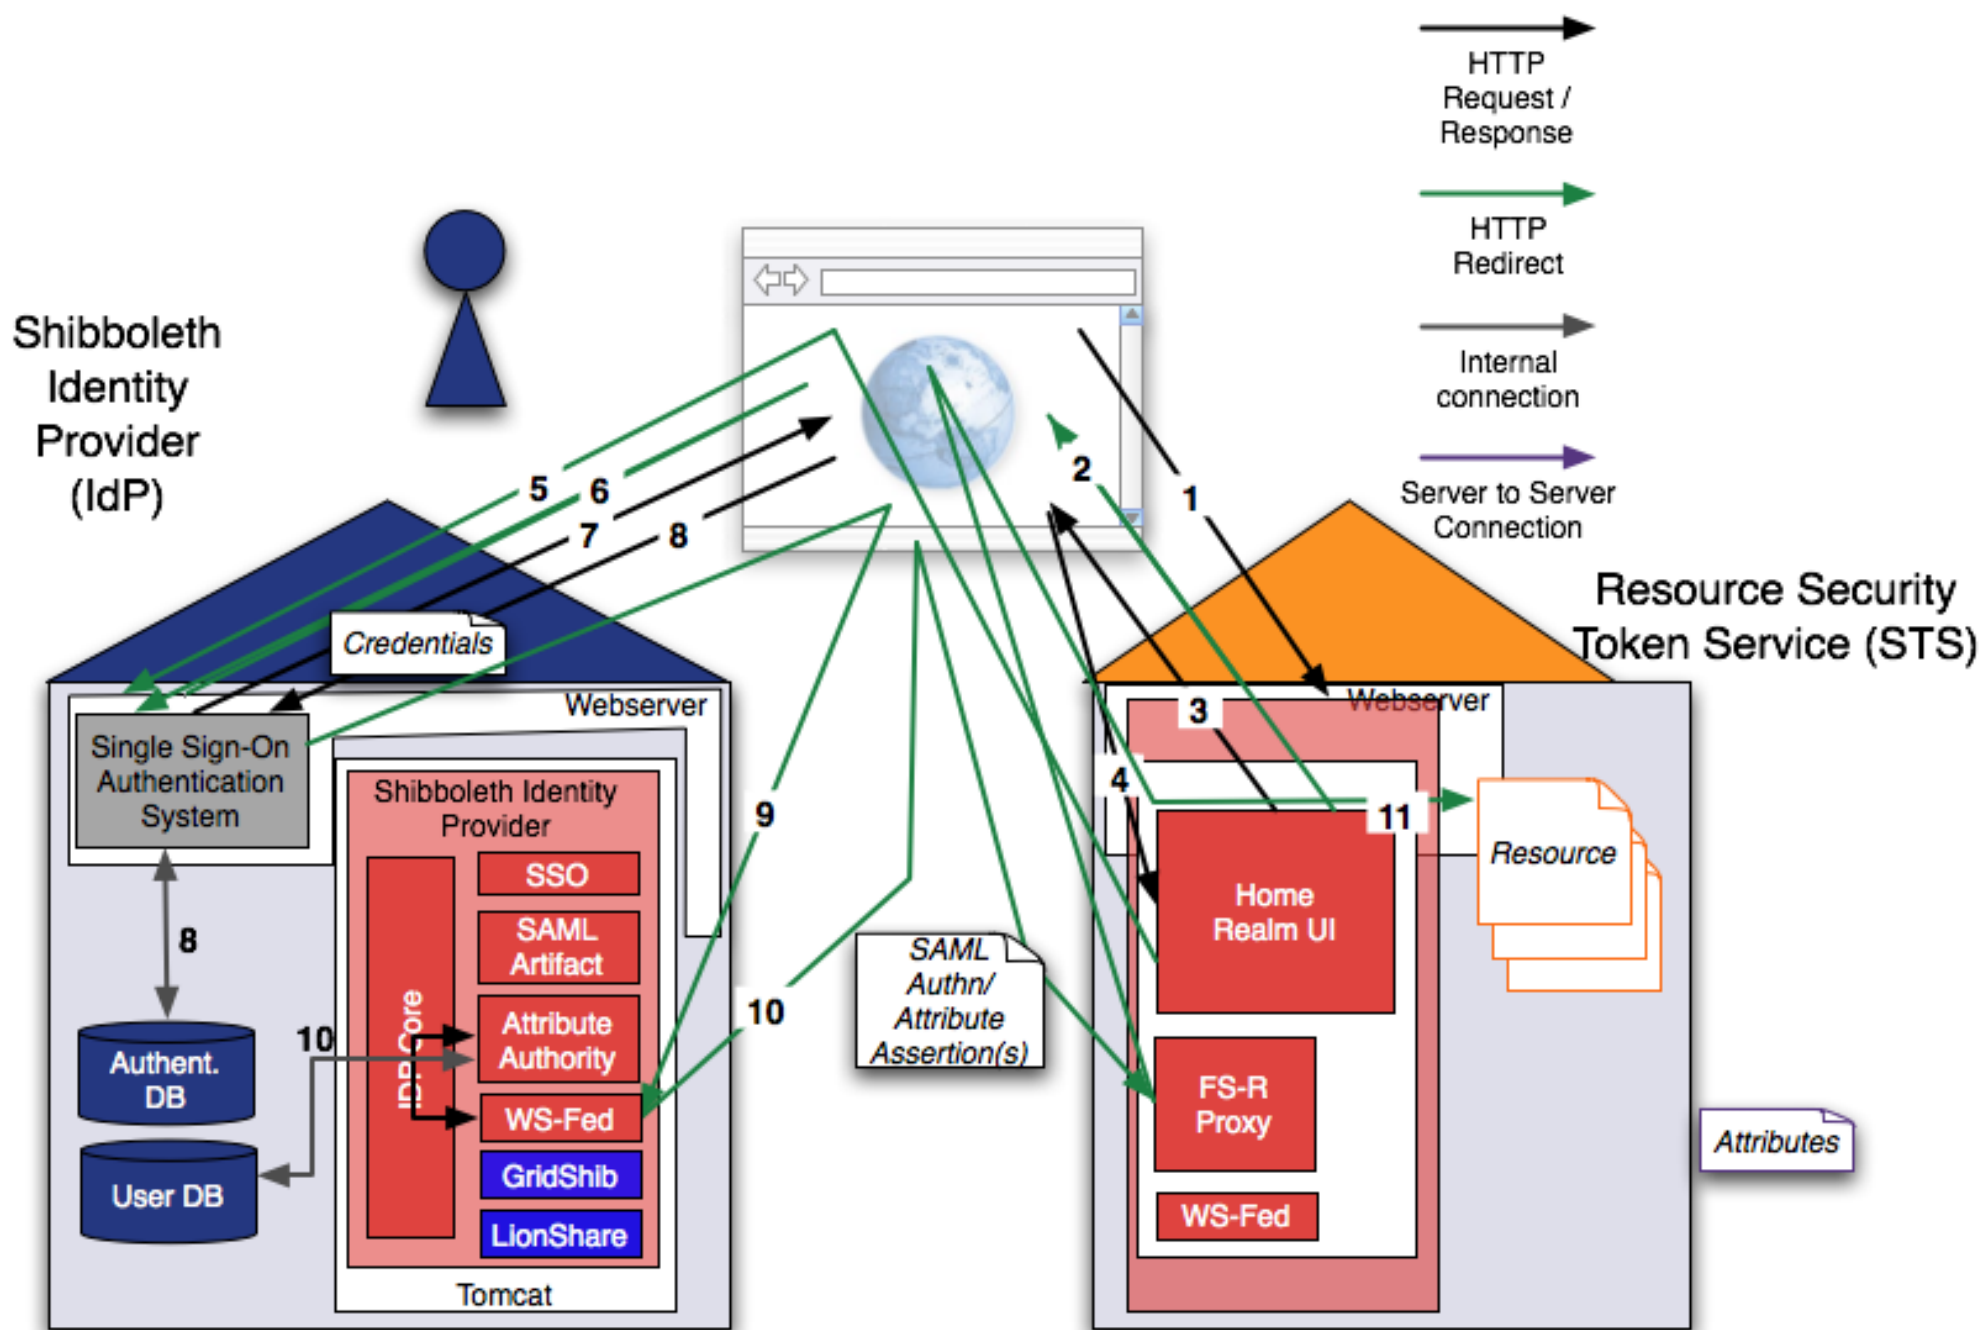 HTTP
Request /
Response
HTTP
Redirect
Internal
connection
Server to Server
Connection
Shibboleth
Identity
Provider
(IdP)
5
6
7
8
2
1
Resource Security
Token Service (STS)
Credentials
Webserver
Single Sign-On
Authentication
System
Shibboleth Identity
Provider
IDP Core
SSO
SAML
Artifact
Attribute
Authority
WS-Fed
GridShib
LionShare
Tomcat
8
10
Authent.
DB
User DB
9
10
SAML
Authn/
Attribute
Assertion(s)
Webserver
3
4
11
Home
Realm UI
FS-R
Proxy
WS-Fed
Resource
Attributes